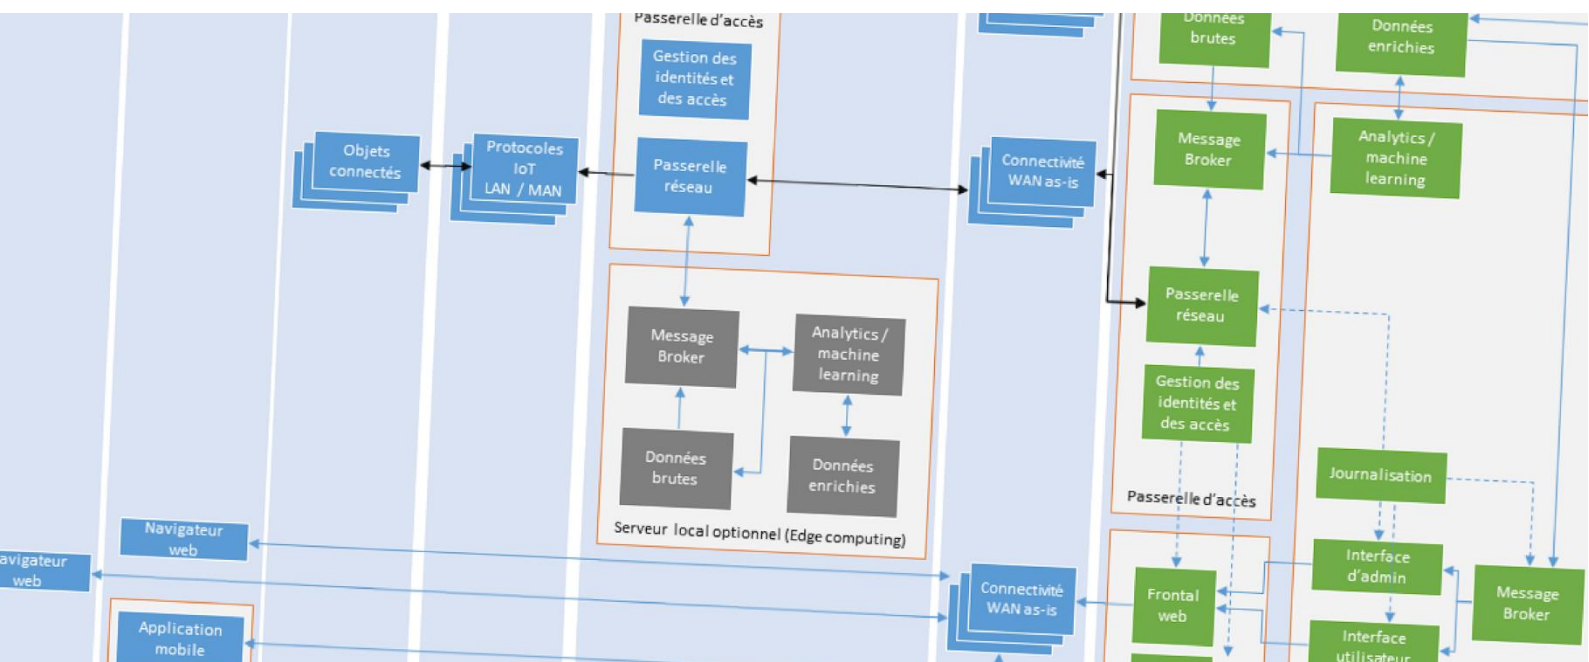 Passerelle d'accès
Gestion des
identités et
des accès
Données
brutes
Données
enrichies
Objets
connectés
Protocoles
IoT
LAN / MAN
Passerelle
réseau
Connectivité
WAN as-is
Message
Broker
Analytics /
machine
learning
Passerelle
réseau
Message
Broker
Analytics /
machine
learning
Gestion des
identités et
des accès
Données
brutes
Données
enrichies
Journalisation
Passerelle d'accès
Serveur local optionnel (Edge computing)
Navigateur
web
avigateur
web
Connectivité
WAN as-is
Frontal
web
Interface
d'admin
Message
Broker
Application
mobile
Interface
utilisateur